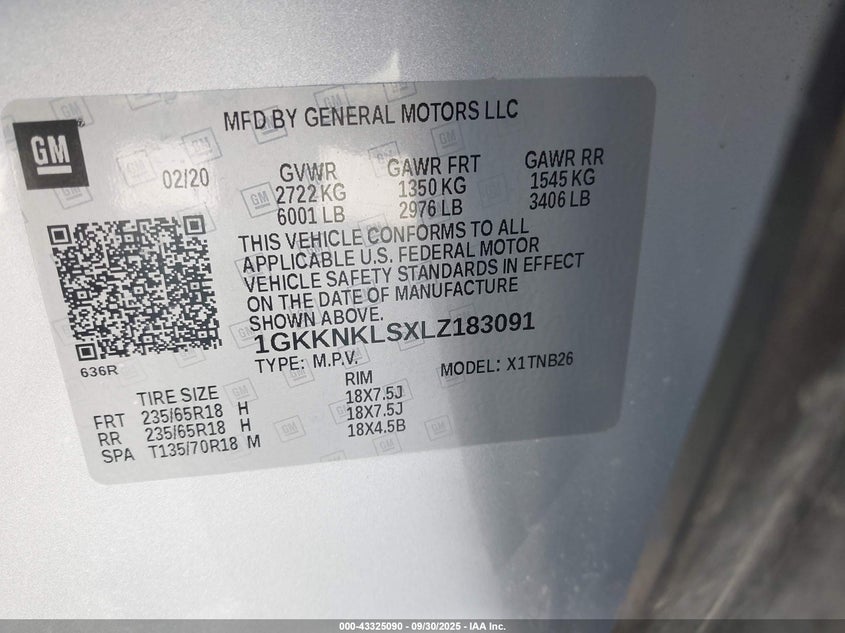 GM
MFD BY GENERAL MOTORS LLC
02/20
GVWR GAWR FRT GAWR RR
2722 KG 1350 KG 1545 KG
6001 LB 2976 LB 3406 LB
THIS VEHICLE CONFORMS TO ALL
APPLICABLE U.S. FEDERAL MOTOR
VEHICLE SAFETY STANDARDS IN EFFECT
ON THE DATE OF MANUFACTURE
SHOWN ABOVE.
1GKKNKLSXLZ183091
TYPE: M.P.V. MODEL: X1TNB26
636R
TIRE SIZE RIM
FRT 235/65R18 H 18X7.5J
RR 235/65R18 H 18X7.5J
SPA T135/70R18 M 18X4.5B
000-43325090 - 09/30/2025 - IAA Inc.